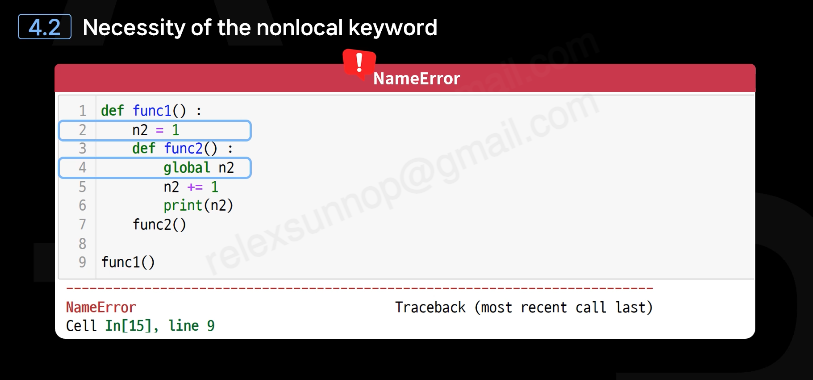 4.2 Necessity of the nonlocal keyword
!
NameError
1 def func1() :
2     n2 = 1
3     def func2() :
4         global n2
5         n2 += 1
6         print(n2)
7     func2()
8
9 func1()
relexsunnop@gmail.com
---------------------------------------------------------------------------
NameError                                 Traceback (most recent call last)
Cell In[15], line 9